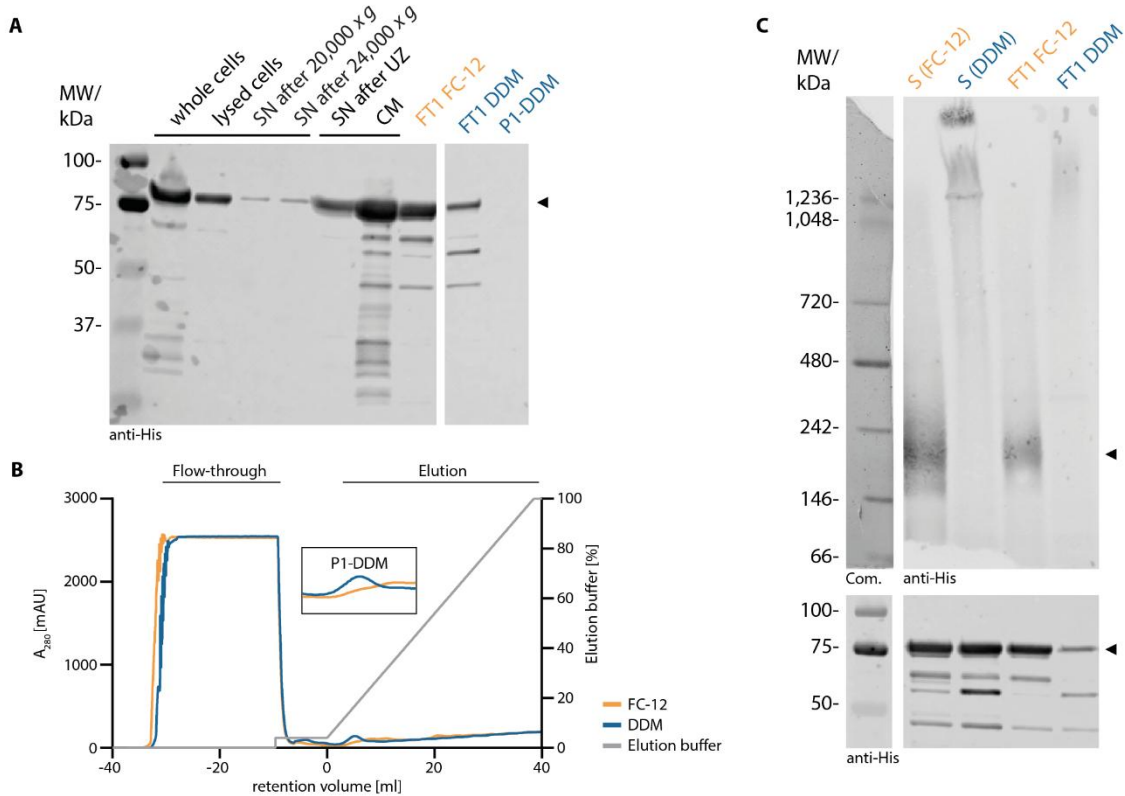 A
MW/
kDa
whole cells
lysed cells
SN after 20,000 x g
SN after 24,000 x g
SN after UZ
CM
FT1 FC-12
FT1 DDM
P1-DDM
100-
75-
50-
37-
anti-His
B
Flow-through
Elution
3000
2000
1000
0
A280 [mAU]
P1-DDM
100
80
60
40
20
0
Elution buffer [%]
-40
-20
0
20
40
retention volume [ml]
FC-12
DDM
Elution buffer
C
MW/
kDa
S (FC-12)
S (DDM)
FT1 FC-12
FT1 DDM
1,236-
1,048-
720-
480-
242-
146-
66-
Com.
anti-His
100-
75-
50-
anti-His